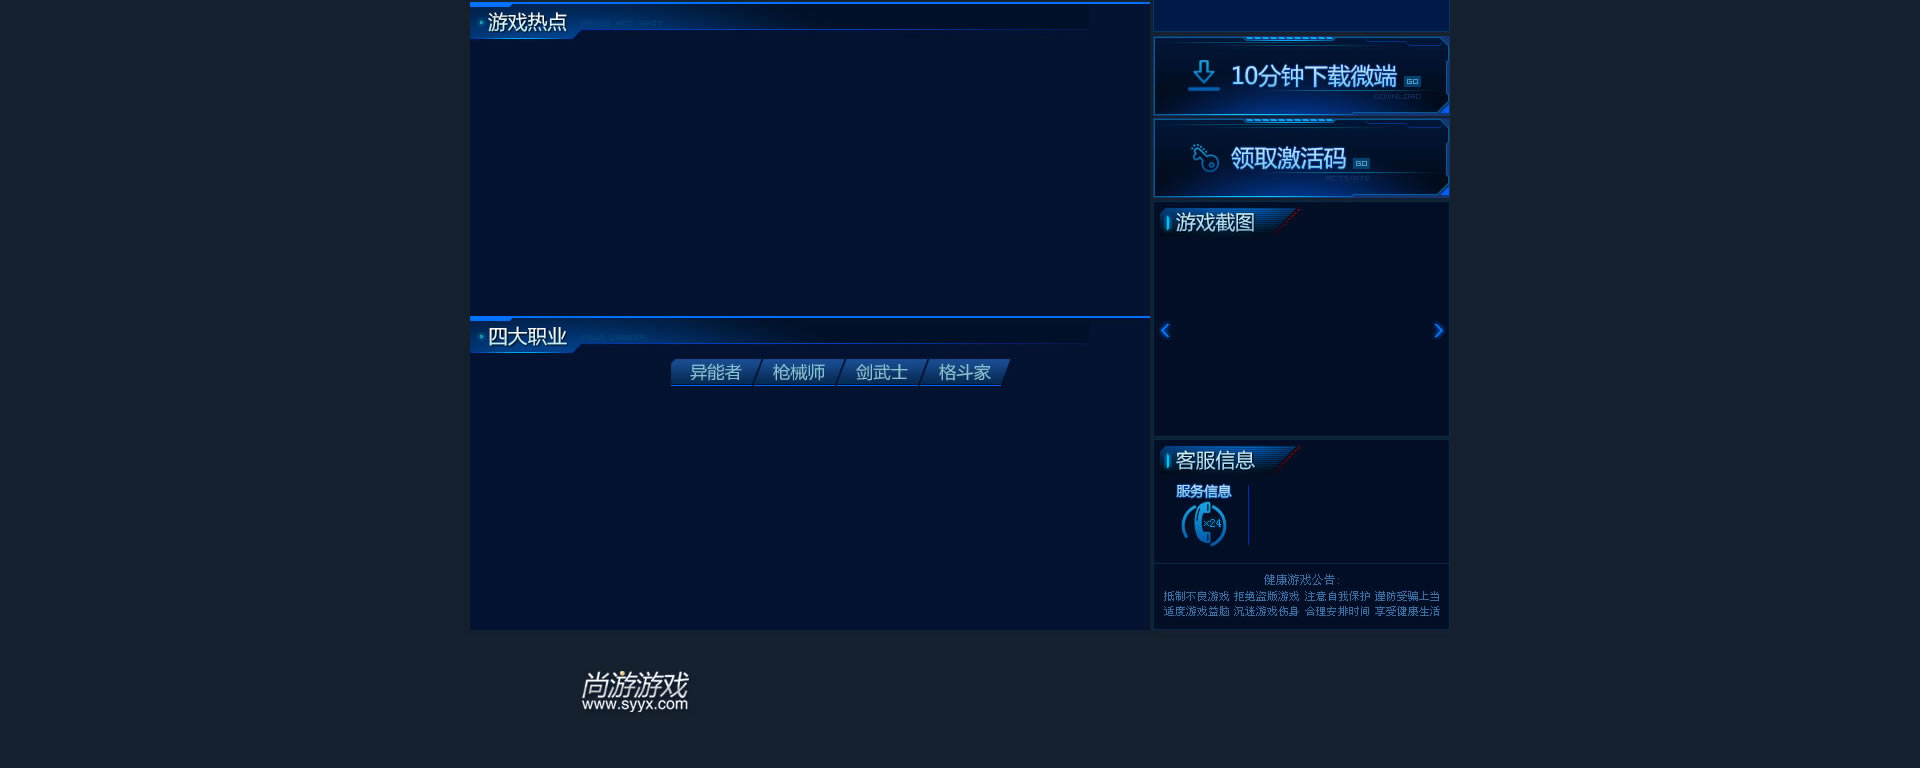 游戏热点
四大职业
异能者 枪械师 剑武士 格斗家
10分钟下载微端 GO
DOWNLOAD
领取激活码 GO
游戏截图
客服信息
服务信息
×24
健康游戏公告:
抵制不良游戏 拒绝盗版游戏 注意自我保护 谨防受骗上当
适度游戏益脑 沉迷游戏伤身 合理安排时间 享受健康生活
尚游游戏
www.syyx.com